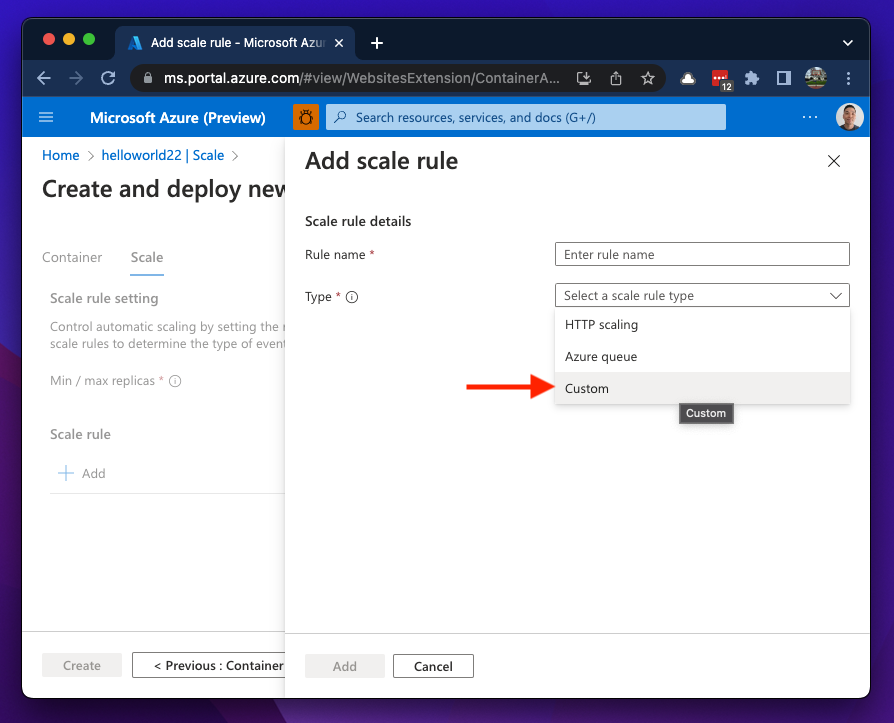 Add scale rule - Microsoft Azur
ms.portal.azure.com/#view/WebsitesExtension/ContainerA...
12
Microsoft Azure (Preview)
Search resources, services, and docs (G+/)
Home > helloworld22 | Scale >
Create and deploy new
Container
Scale
Scale rule setting
Control automatic scaling by setting the r
scale rules to determine the type of event
Min / max replicas *
Scale rule
Add
Create
< Previous : Container
Add scale rule
Scale rule details
Rule name *
Enter rule name
Type *
Select a scale rule type
HTTP scaling
Azure queue
Custom
Custom
Add
Cancel